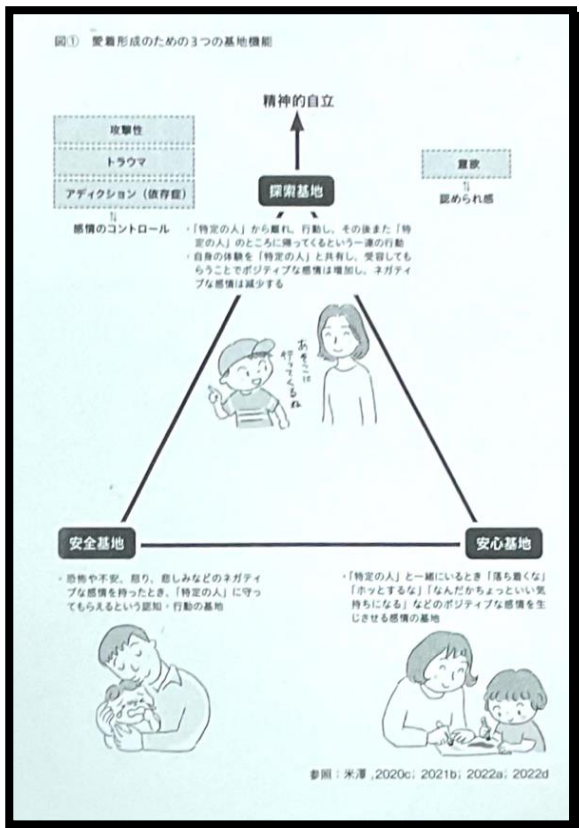 図① 愛着形成のための3つの基地機能
精神的自立
攻撃性
トラウマ
アディクション（依存症）
⇅
感情のコントロール
意欲
⇅
認められ感
探索基地
・「特定の人」から離れ、行動し、その後また「特
定の人」のところに帰ってくるという一連の行動
・自身の体験を「特定の人」と共有し、受容しても
らうことでポジティブな感情は増加し、ネガティ
ブな感情は減少する
あそこに
行ってくるね
安全基地
・恐怖や不安、怒り、悲しみなどのネガティ
ブな感情を持ったとき、「特定の人」に守っ
てもらえるという認知・行動の基地
安心基地
・「特定の人」と一緒にいるとき「落ち着くな」
「ホッとするな」「なんだかちょっといい気
持ちになる」などのポジティブな感情を生
じさせる感情の基地
参照：米澤,2020c; 2021b; 2022a; 2022d